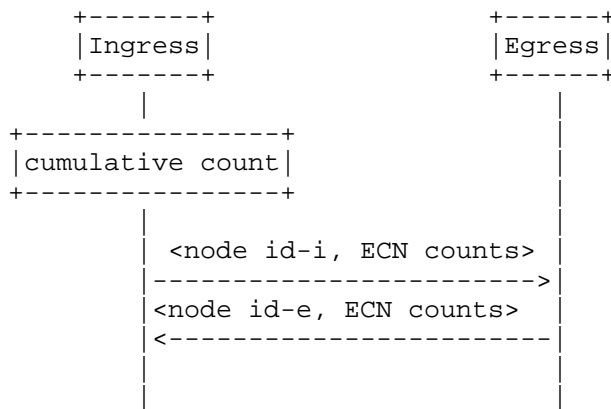 Ingress Egress
cumulative count
<node id-i, ECN counts>
<node id-e, ECN counts>